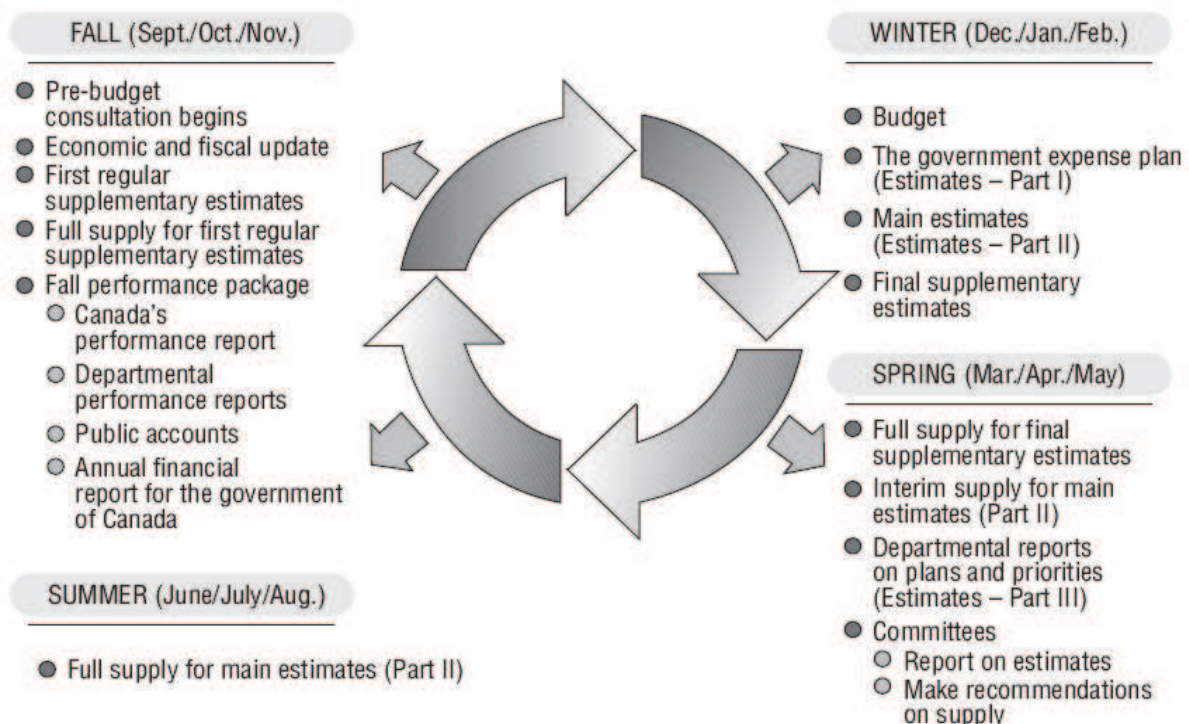 FALL (Sept./Oct./Nov.)
Pre-budget
consultation begins
Economic and fiscal update
First regular
supplementary estimates
Full supply for first regular
supplementary estimates
Fall performance package
Canada's
performance report
Departmental
performance reports
Public accounts
Annual financial
report for the government
of Canada
WINTER (Dec./Jan./Feb.)
Budget
The government expense plan
(Estimates – Part I)
Main estimates
(Estimates – Part II)
Final supplementary
estimates
SPRING (Mar./Apr./May)
Full supply for final
supplementary estimates
Interim supply for main
estimates (Part II)
Departmental reports
on plans and priorities
(Estimates – Part III)
Committees
Report on estimates
Make recommendations
on supply
SUMMER (June/July/Aug.)
Full supply for main estimates (Part II)